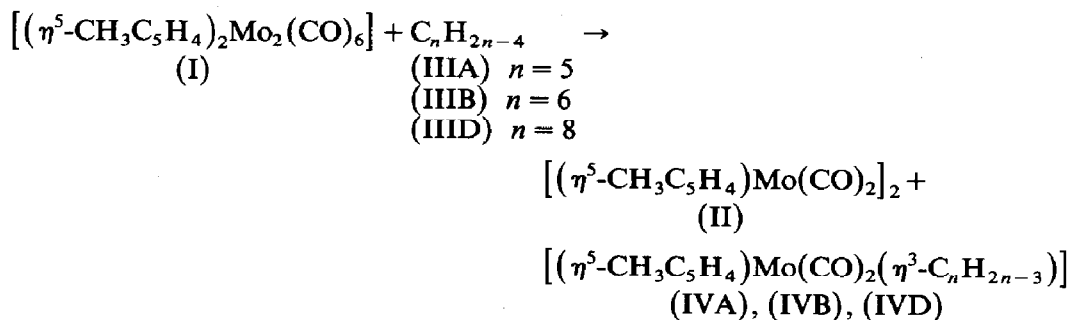 [(η⁵-CH₃C₅H₄)₂Mo₂(CO)₆] + CₙH₂ₙ₋₄ →
(I)
(IIIA) n = 5
(IIIB) n = 6
(IIID) n = 8
[(η⁵-CH₃C₅H₄)Mo(CO)₂]₂ +
(II)
[(η⁵-CH₃C₅H₄)Mo(CO)₂(η³-CₙH₂ₙ₋₃)]
(IVA), (IVB), (IVD)